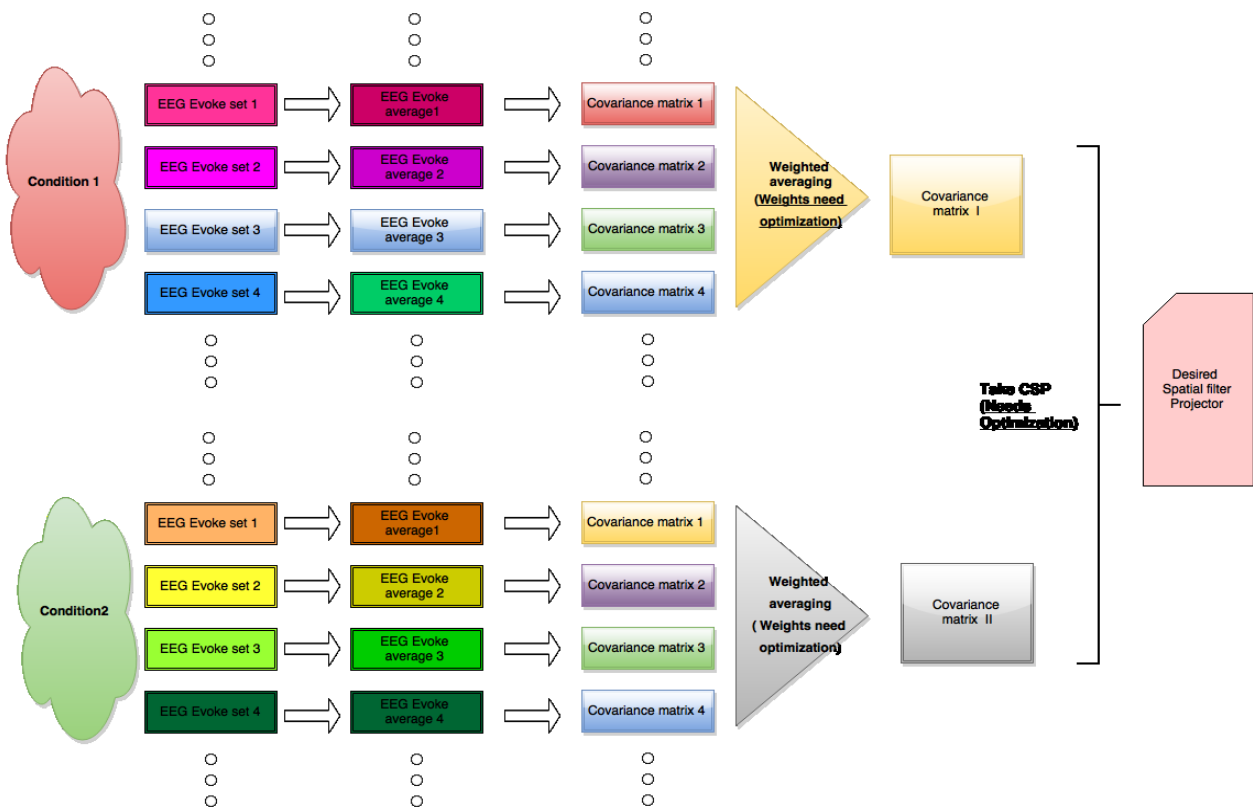 Condition 1
EEG Evoke set 1
EEG Evoke
average1
Covariance matrix 1
EEG Evoke set 2
EEG Evoke
average 2
Covariance matrix 2
EEG Evoke set 3
EEG Evoke
average 3
Covariance matrix 3
EEG Evoke set 4
EEG Evoke
average 4
Covariance matrix 4
Weighted
averaging
(Weights need
optimization)
Covariance
matrix I
Take CSP
(Needs
Optimization)
Desired
Spatial filter
Projector
Condition2
EEG Evoke set 1
EEG Evoke
average1
Covariance matrix 1
EEG Evoke set 2
EEG Evoke
average 2
Covariance matrix 2
EEG Evoke set 3
EEG Evoke
average 3
Covariance matrix 3
EEG Evoke set 4
EEG Evoke
average 4
Covariance matrix 4
Weighted
averaging
( Weights need
optimization)
Covariance
matrix II